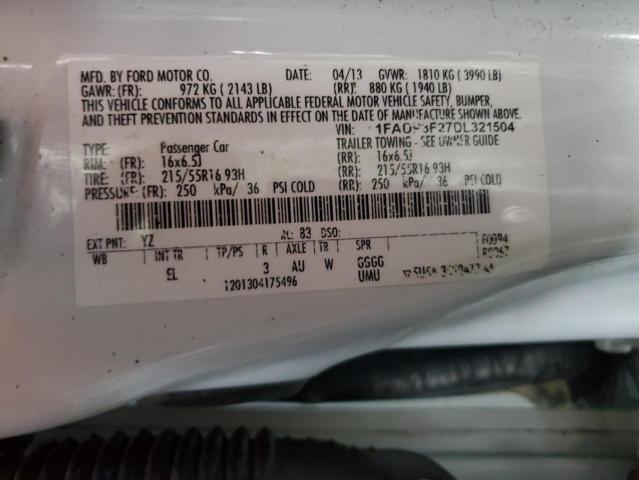 MFD. BY FORD MOTOR CO. DATE: 04/13 GVWR: 1810 KG ( 3990 LB)
GAWR: (FR): 972 KG ( 2143 LB) (RR): 880 KG ( 1940 LB)
THIS VEHICLE CONFORMS TO ALL APPLICABLE FEDERAL MOTOR VEHICLE SAFETY, BUMPER,
AND THEFT PREVENTION STANDARDS IN EFFECT ON THE DATE OF MANUFACTURE SHOWN ABOVE.
VIN:
TYPE: Passenger Car TRAILER TOWING - SEE OWNER GUIDE
RIM: (FR): 16x6.5J (RR): 16x6.5J
TIRE: (FR): 215/55R16 93H (RR): 215/55R16 93H
PRESSURE: (FR): 250 kPa/ 36 PSI COLD (RR): 250 kPa/ 36 PSI COLD
EXT PNT: YZ RC: 83 DSO:
WB INT TR TP/PS R AXLE TR SPR
EL 3 AU W GGGG
1201304175496 UMU